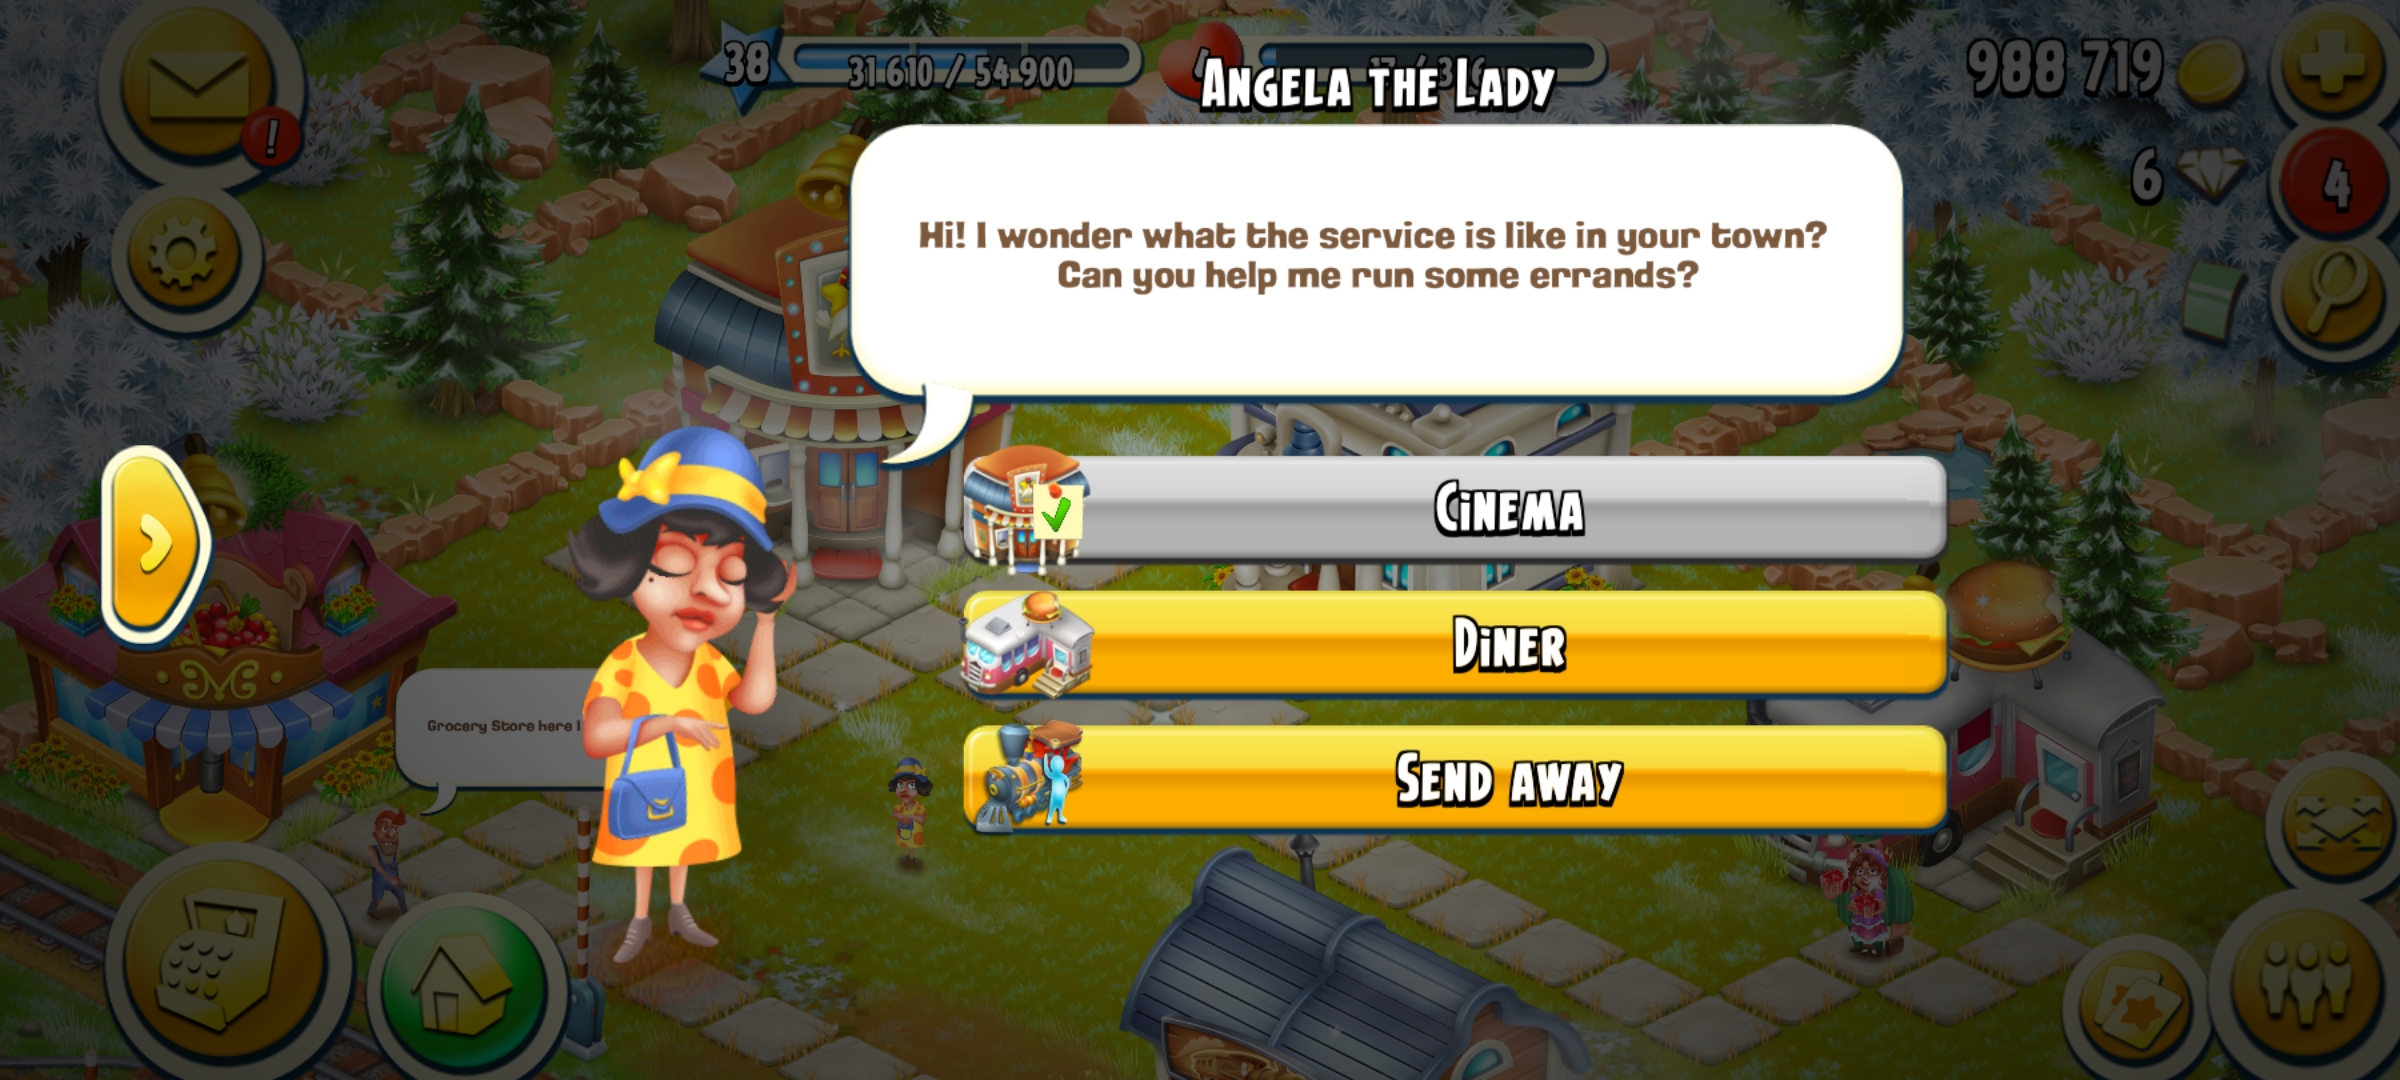 38
31 610 / 54 900
988 719
Angela the Lady
!
6
4
Hi! I wonder what the service is like in your town?
Can you help me run some errands?
Cinema
Diner
Grocery Store here I
Send away